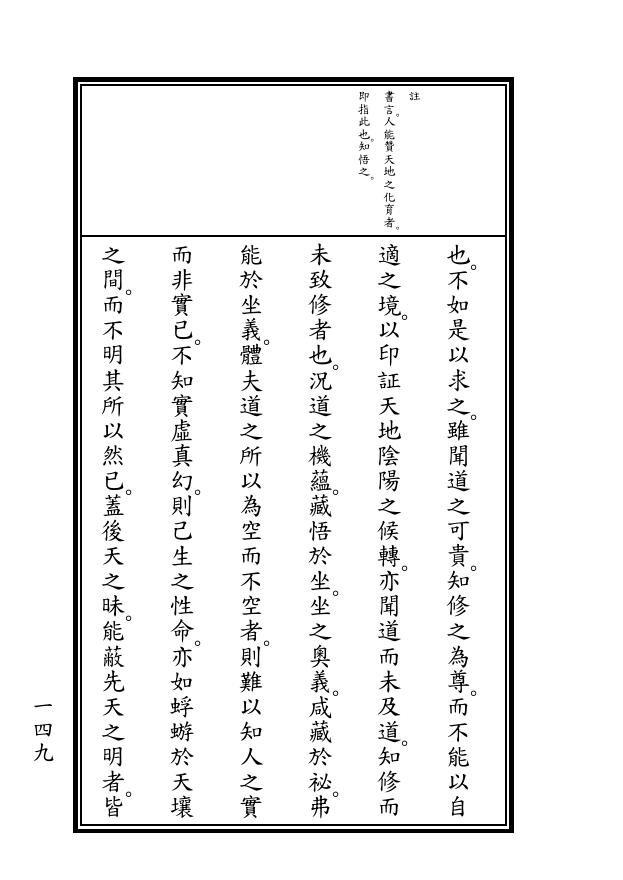 註
書言。人能贊天地之化育者。
即指此也。知悟之。
也。不如是以求之。雖聞道之可貴。知修之為尊。而不能以自
適之境。以印証天地陰陽之候轉。亦聞道而未及道。知修而
未致修者也。況道之機蘊。藏悟於坐。坐之奧義。咸藏於祕。弗
能於坐義。體夫道之所以為空而不空者。則難以知人之實
而非實已。不知實虛真幻。則己生之性命。亦如蜉蝣於天壤
之間。而不明其所以然已。蓋後天之昧。能蔽先天之明者。皆
一四九